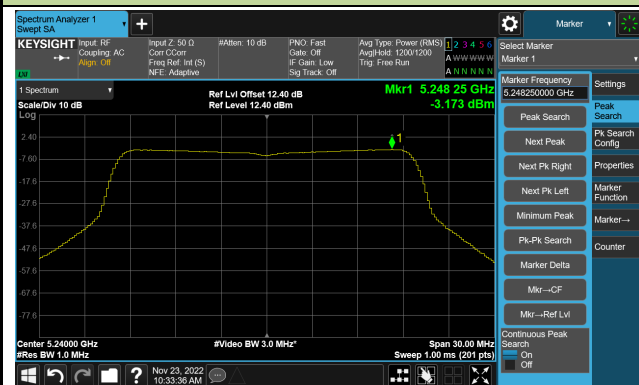 Spectrum Analyzer 1
Swept SA
Marker
KEYSIGHT
Input: RF
Coupling: AC
Align: Off
Input Z: 50 Ω
Corr CCorr
Freq Ref: Int (S)
NFE: Adaptive
#Atten: 10 dB
PNO: Fast
Gate: Off
IF Gain: Low
Sig Track: Off
Avg Type: Power (RMS)
Avg|Hold: 1200/1200
Trig: Free Run
1 2 3 4 5 6
A W W W W W
A N N N N N
LXI
Select Marker
Marker 1
1 Spectrum
Scale/Div 10 dB
Log
Ref Lvl Offset 12.40 dB
Ref Level 12.40 dBm
Mkr1 5.248 25 GHz
-3.173 dBm
1
2.40
-7.60
-17.6
-27.6
-37.6
-47.6
-57.6
-67.6
-77.6
Center 5.24000 GHz
#Res BW 1.0 MHz
#Video BW 3.0 MHz*
Span 30.00 MHz
Sweep 1.00 ms (201 pts)
Marker Frequency
5.248250000 GHz
Peak Search
Next Peak
Next Pk Right
Next Pk Left
Minimum Peak
Pk-Pk Search
Marker Delta
Mkr→CF
Mkr→Ref Lvl
Continuous Peak
Search
On
Off
Settings
Peak
Search
Pk Search
Config
Properties
Marker
Function
Marker→
Counter
?
Nov 23, 2022
10:33:36 AM